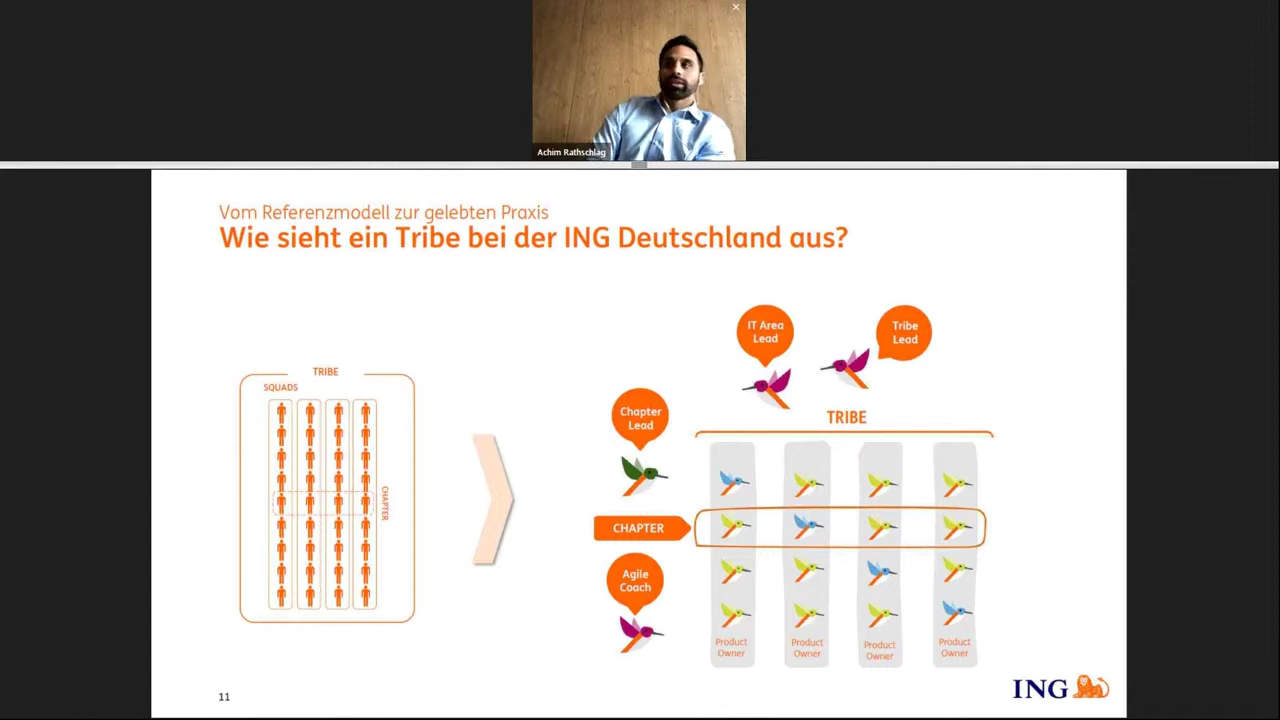 Achim Rathschlag
Vom Referenzmodell zur gelebten Praxis
Wie sieht ein Tribe bei der ING Deutschland aus?
TRIBE
SQUADS
CHAPTER
IT Area
Lead
Tribe
Lead
Chapter
Lead
TRIBE
CHAPTER
Agile
Coach
Product
Owner
Product
Owner
Product
Owner
Product
Owner
11
ING